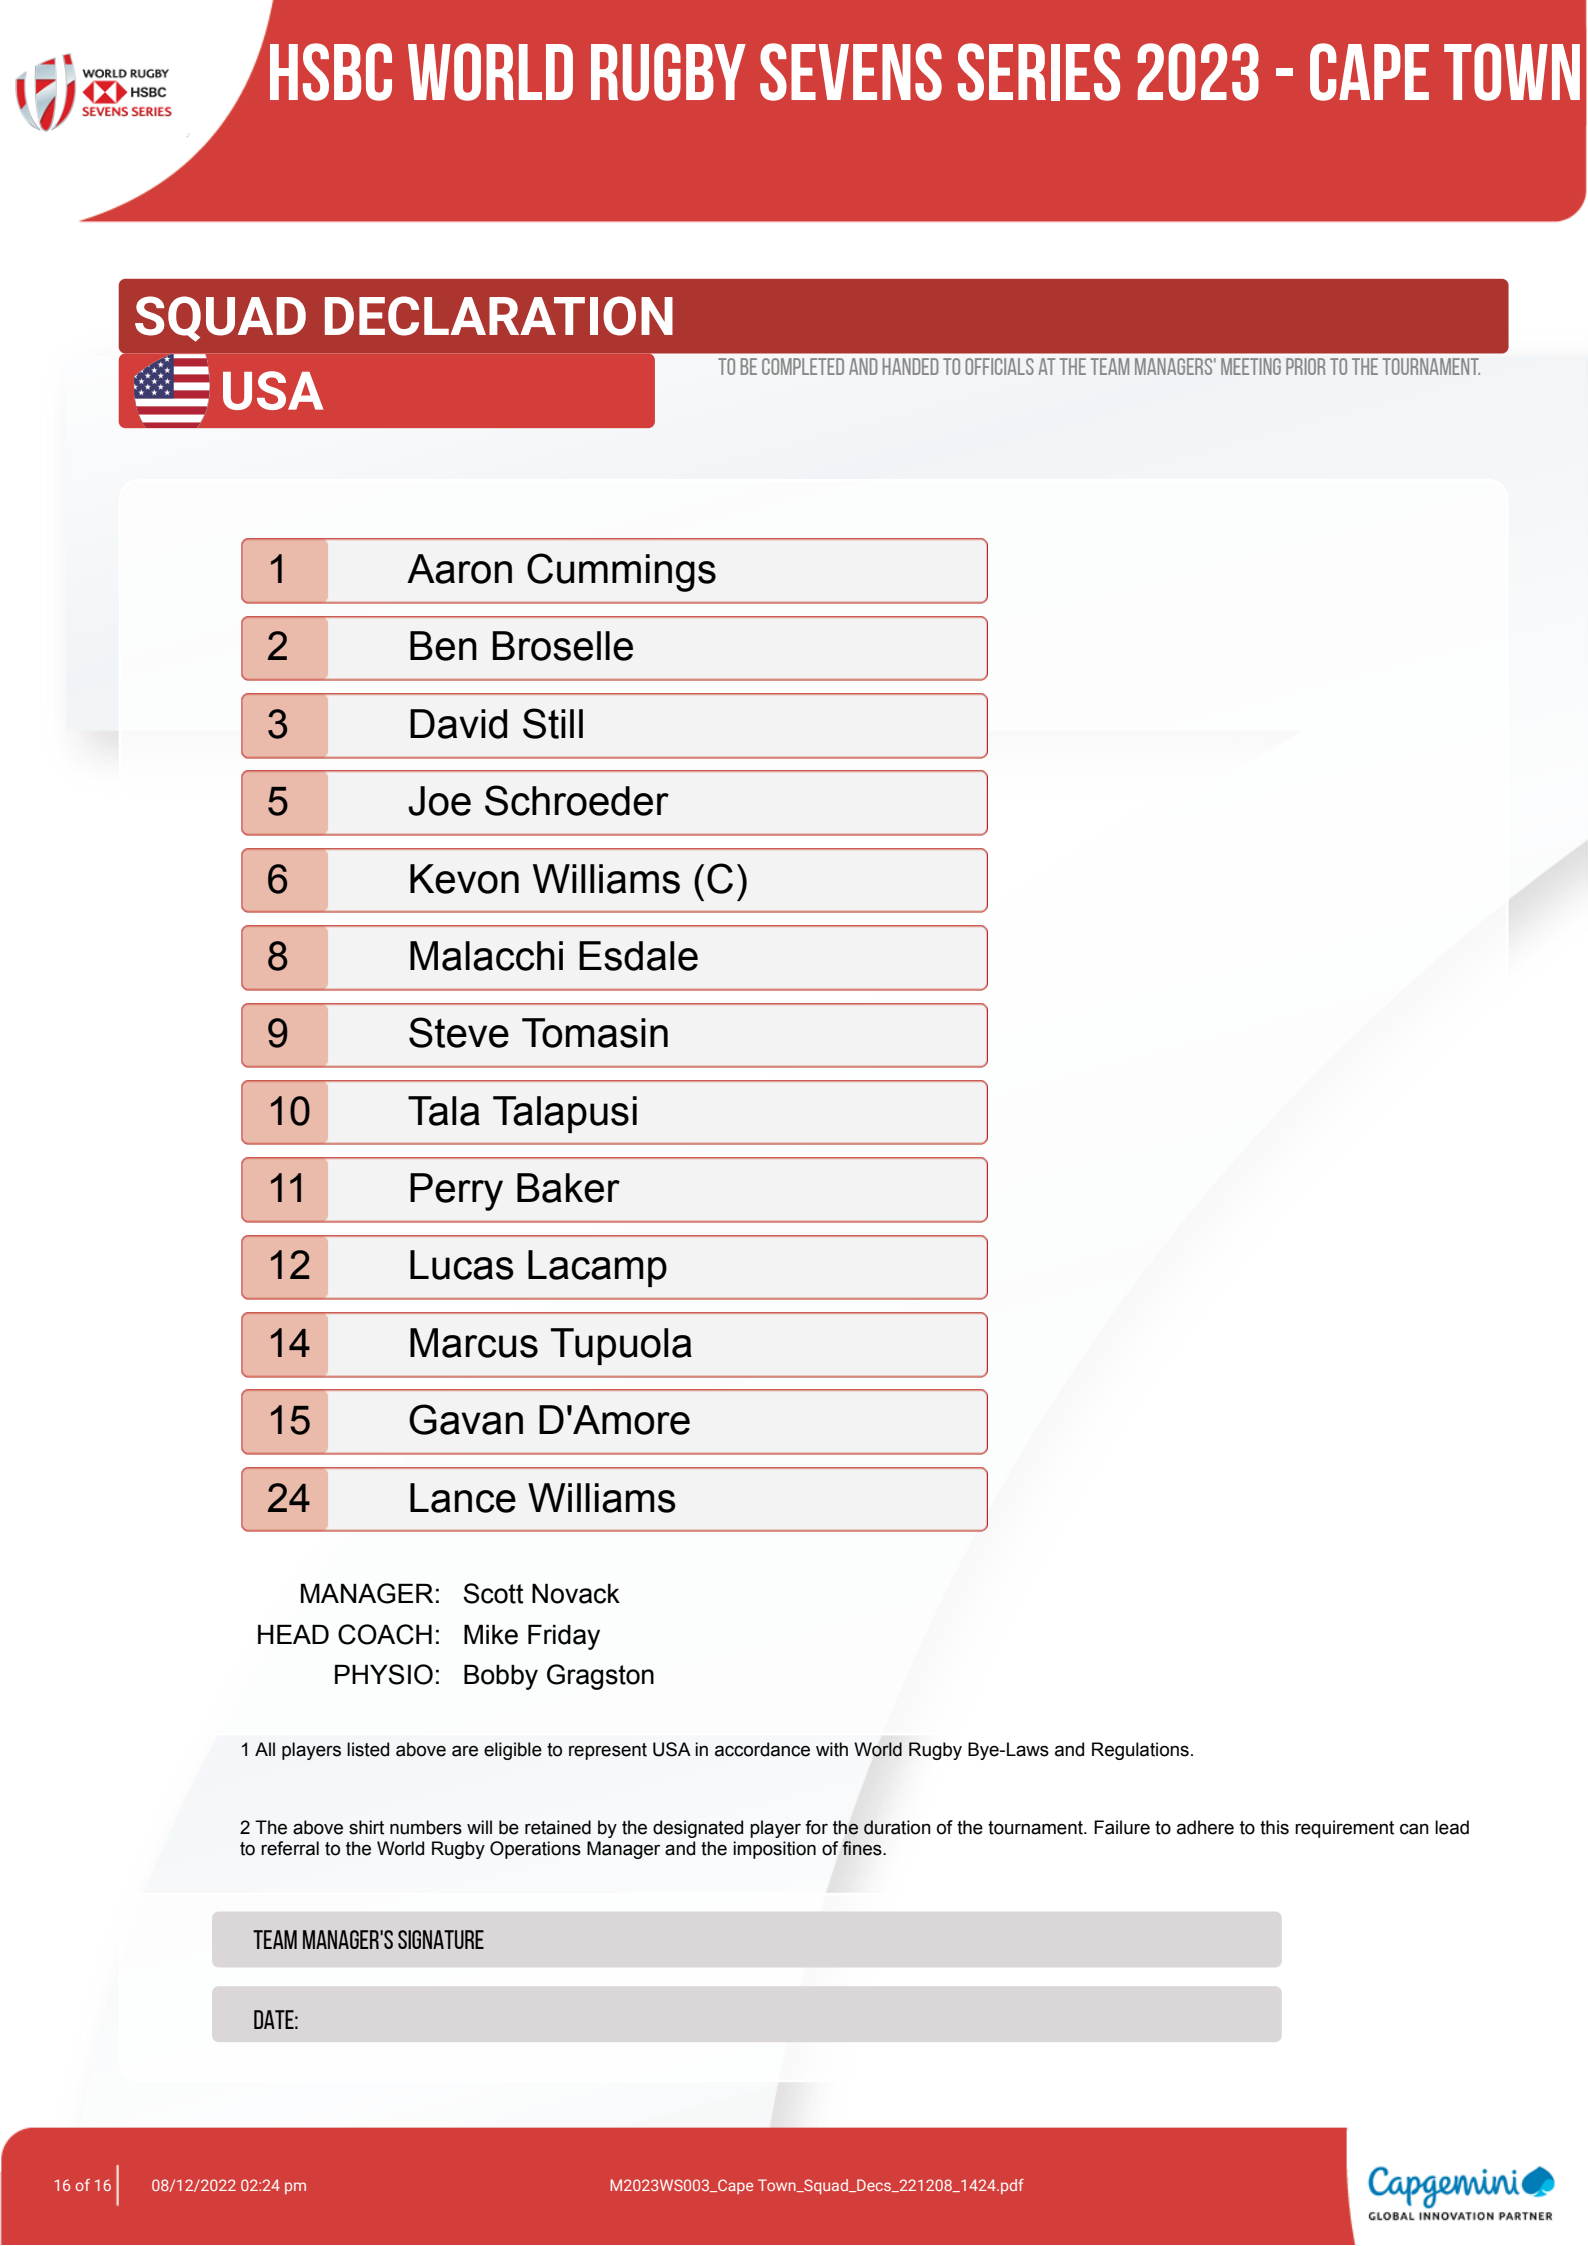 WORLD RUGBY
HSBC
SEVENS SERIES
HSBC WORLD RUGBY SEVENS SERIES 2023 - CAPE TOWN
SQUAD DECLARATION
USA
TO BE COMPLETED AND HANDED TO OFFICIALS AT THE TEAM MANAGERS' MEETING PRIOR TO THE TOURNAMENT.
1 Aaron Cummings
2 Ben Broselle
3 David Still
5 Joe Schroeder
6 Kevon Williams (C)
8 Malacchi Esdale
9 Steve Tomasin
10 Tala Talapusi
11 Perry Baker
12 Lucas Lacamp
14 Marcus Tupuola
15 Gavan D'Amore
24 Lance Williams
MANAGER: Scott Novack
HEAD COACH: Mike Friday
PHYSIO: Bobby Gragston
1 All players listed above are eligible to represent USA in accordance with World Rugby Bye-Laws and Regulations.
2 The above shirt numbers will be retained by the designated player for the duration of the tournament. Failure to adhere to this requirement can lead
to referral to the World Rugby Operations Manager and the imposition of fines.
TEAM MANAGER'S SIGNATURE
DATE:
16 of 16 08/12/2022 02:24 pm M2023WS003_Cape Town_Squad_Decs_221208_1424.pdf
Capgemini
GLOBAL INNOVATION PARTNER